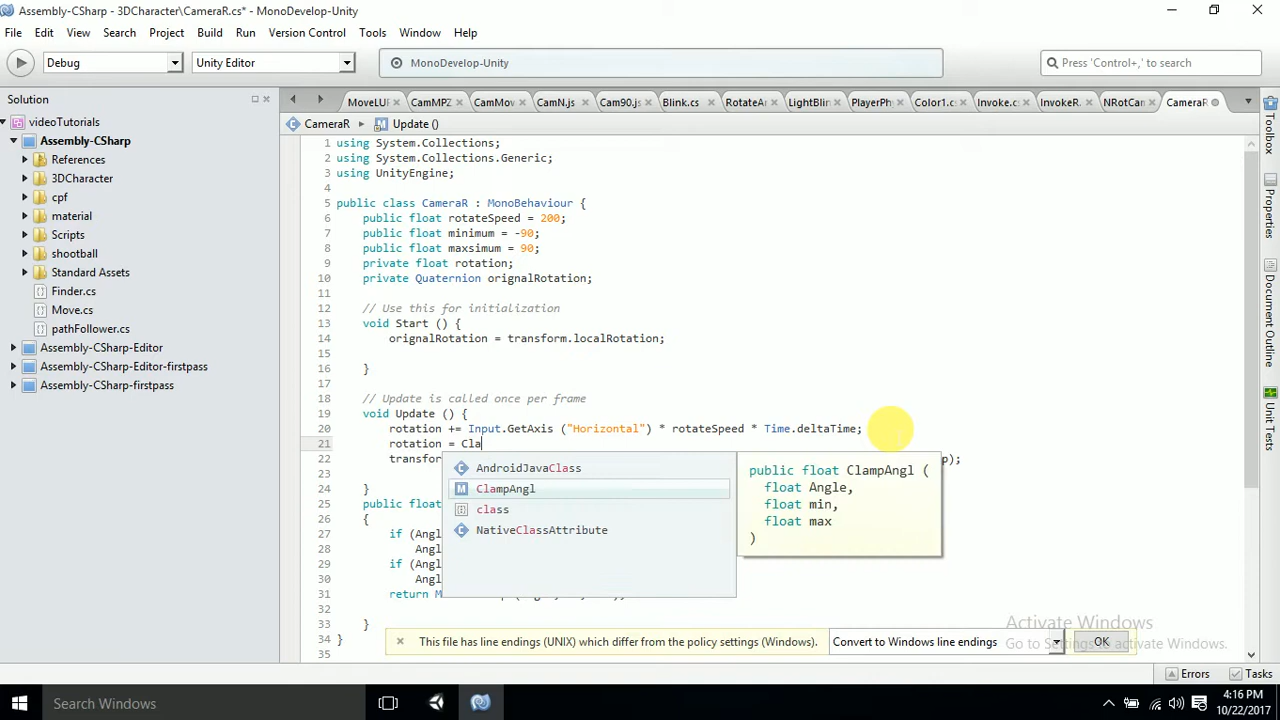 Assembly-CSharp - 3DCharacter\CameraR.cs* - MonoDevelop-Unity
File Edit View Search Project Build Run Version Control Tools Window Help
Debug Unity Editor MonoDevelop-Unity Press 'Control+,' to search
Solution
MoveLUF CamMPZ CamMov CamN.js Cam90.js Blink.cs RotateAr LightBlin PlayerPh Color1.c Invoke.cs InvokeR. NRotCan CameraR
CameraR Update ()
videoTutorials
Assembly-CSharp
References
3DCharacter
cpf
material
Scripts
shootball
Standard Assets
Finder.cs
Move.cs
pathFollower.cs
Assembly-CSharp-Editor
Assembly-CSharp-Editor-firstpass
Assembly-CSharp-firstpass
1 using System.Collections;
2 using System.Collections.Generic;
3 using UnityEngine;
4
5 public class CameraR : MonoBehaviour {
6 public float rotateSpeed = 200;
7 public float minimum = -90;
8 public float maxsimum = 90;
9 private float rotation;
10 private Quaternion orignalRotation;
11
12 // Use this for initialization
13 void Start () {
14 orignalRotation = transform.localRotation;
15
16 }
17
18 // Update is called once per frame
19 void Update () {
20 rotation += Input.GetAxis ("Horizontal") * rotateSpeed * Time.deltaTime;
21 rotation = Cla
22 transfor p);
23
24 }
25 public float
26 {
27 if (Angl
28 Angl
29 if (Angl
30 Angl
31 return M
32
33 }
34 }
35
AndroidJavaClass
ClampAngl
class
NativeClassAttribute
public float ClampAngl (
float Angle,
float min,
float max
)
This file has line endings (UNIX) which differ from the policy settings (Windows). Convert to Windows line endings OK
Activate Windows
Go to Settings to activate Windows.
Toolbox
Properties
Document Outline
Unit Tests
Errors Tasks
Search Windows
4:16 PM
10/22/2017